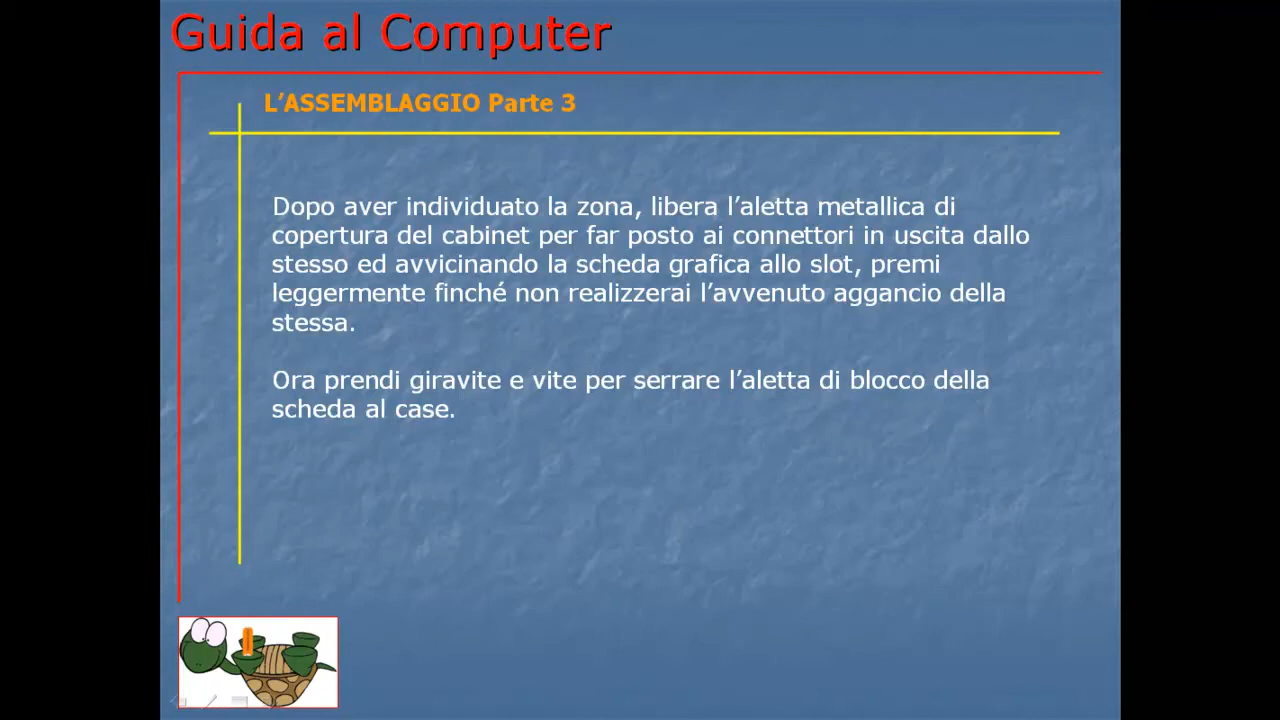 Guida al Computer
L’ASSEMBLAGGIO Parte 3
Dopo aver individuato la zona, libera l’aletta metallica di
copertura del cabinet per far posto ai connettori in uscita dallo
stesso ed avvicinando la scheda grafica allo slot, premi
leggermente finché non realizzerai l’avvenuto aggancio della
stessa.
Ora prendi giravite e vite per serrare l’aletta di blocco della
scheda al case.